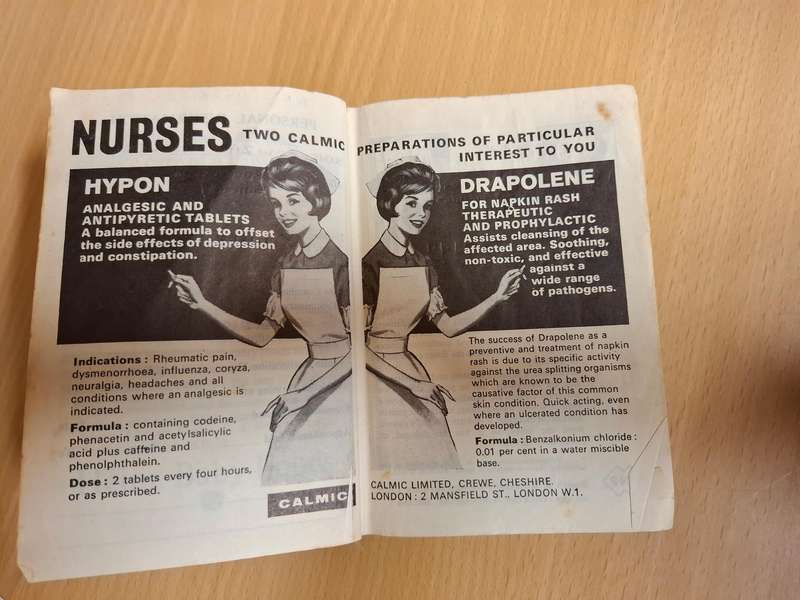 NURSES TWO CALMIC PREPARATIONS OF PARTICULAR
INTEREST TO YOU
HYPON
ANALGESIC AND
ANTIPYRETIC TABLETS
A balanced formula to offset
the side effects of depression
and constipation.
Indications : Rheumatic pain,
dysmenorrhoea, influenza, coryza,
neuralgia, headaches and all
conditions where an analgesic is
indicated.
Formula : containing codeine,
phenacetin and acetylsalicylic
acid plus caffeine and
phenolphthalein.
Dose : 2 tablets every four hours,
or as prescribed.
CALMIC
DRAPOLENE
FOR NAPKIN RASH
THERAPEUTIC
AND PROPHYLACTIC
Assists cleansing of the
affected area. Soothing,
non-toxic, and effective
against a
wide range
of pathogens.
The success of Drapolene as a
preventive and treatment of napkin
rash is due to its specific activity
against the urea splitting organisms
which are known to be the
causative factor of this common
skin condition. Quick acting, even
where an ulcerated condition has
developed.
Formula : Benzalkonium chloride :
0.01 per cent in a water miscible
base.
CALMIC LIMITED, CREWE, CHESHIRE.
LONDON : 2 MANSFIELD ST., LONDON W.1.